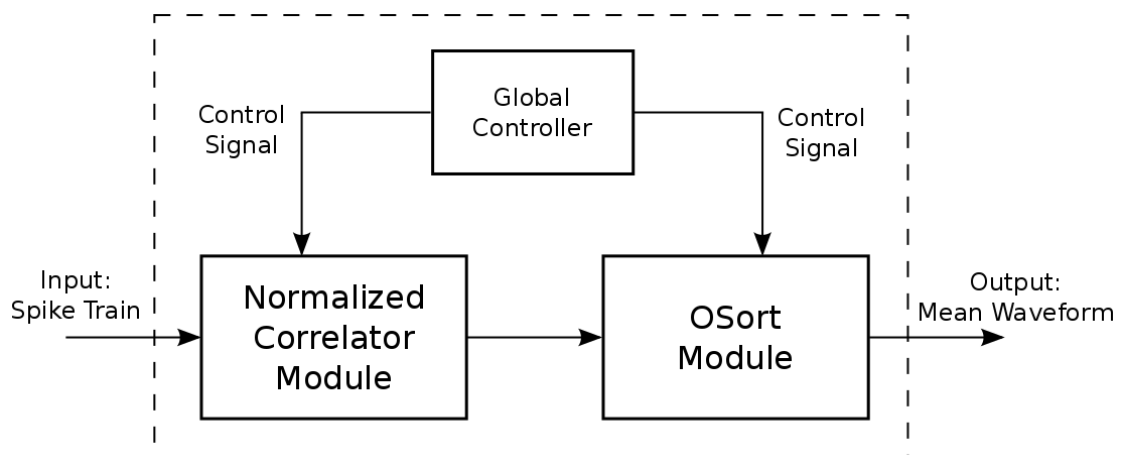 Global
Controller
Control
Signal
Control
Signal
Input:
Spike Train
Normalized
Correlator
Module
OSort
Module
Output:
Mean Waveform